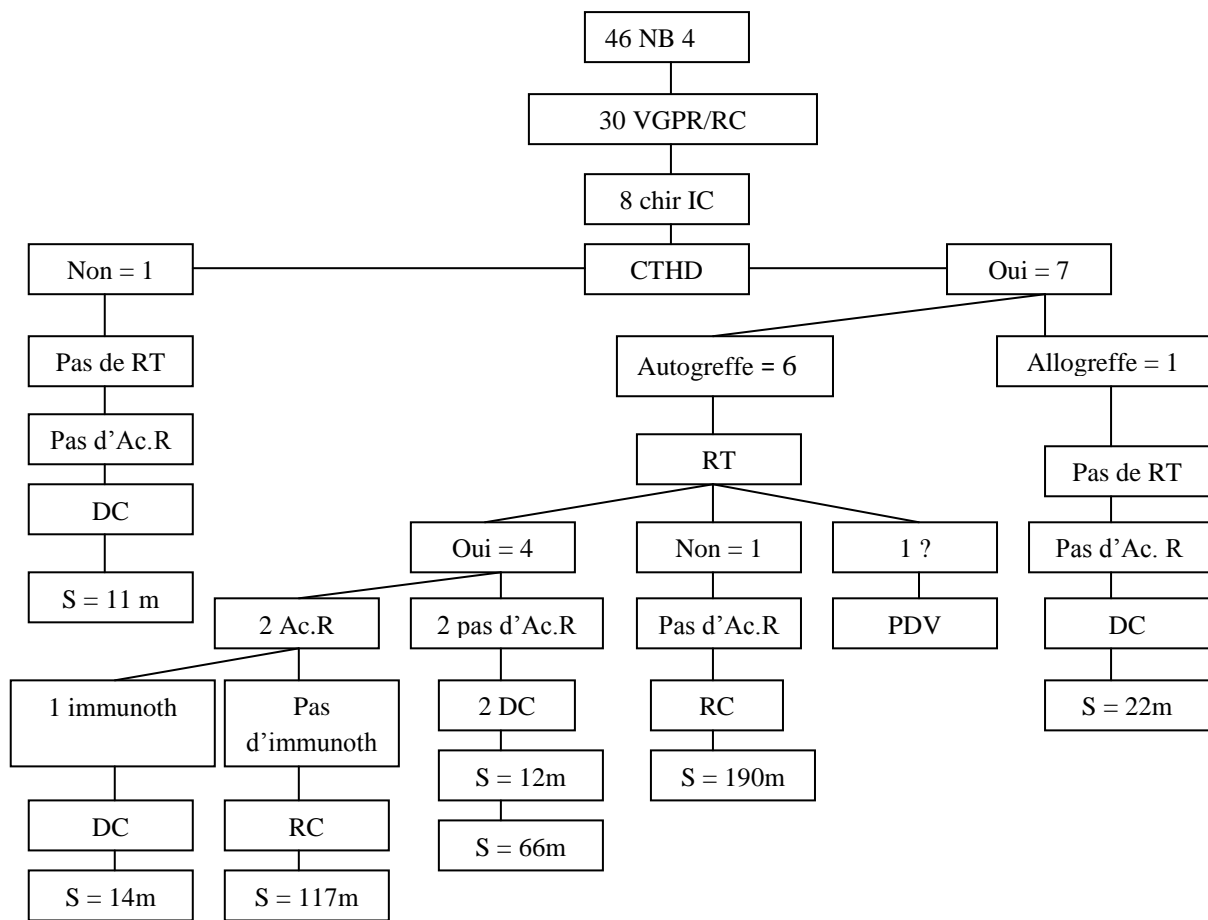 46 NB 4
30 VGPR/RC
8 chir IC
Non = 1
CTHD
Oui = 7
Pas de RT
Autogreffe = 6
Allogreffe = 1
Pas d'Ac.R
RT
Pas de RT
DC
Oui = 4
Non = 1
1 ?
Pas d'Ac. R
S = 11 m
2 Ac.R
2 pas d'Ac.R
Pas d'Ac.R
PDV
DC
1 immunoth
Pas
d'immunoth
2 DC
RC
S = 22m
S = 12m
S = 190m
DC
RC
S = 66m
S = 14m
S = 117m